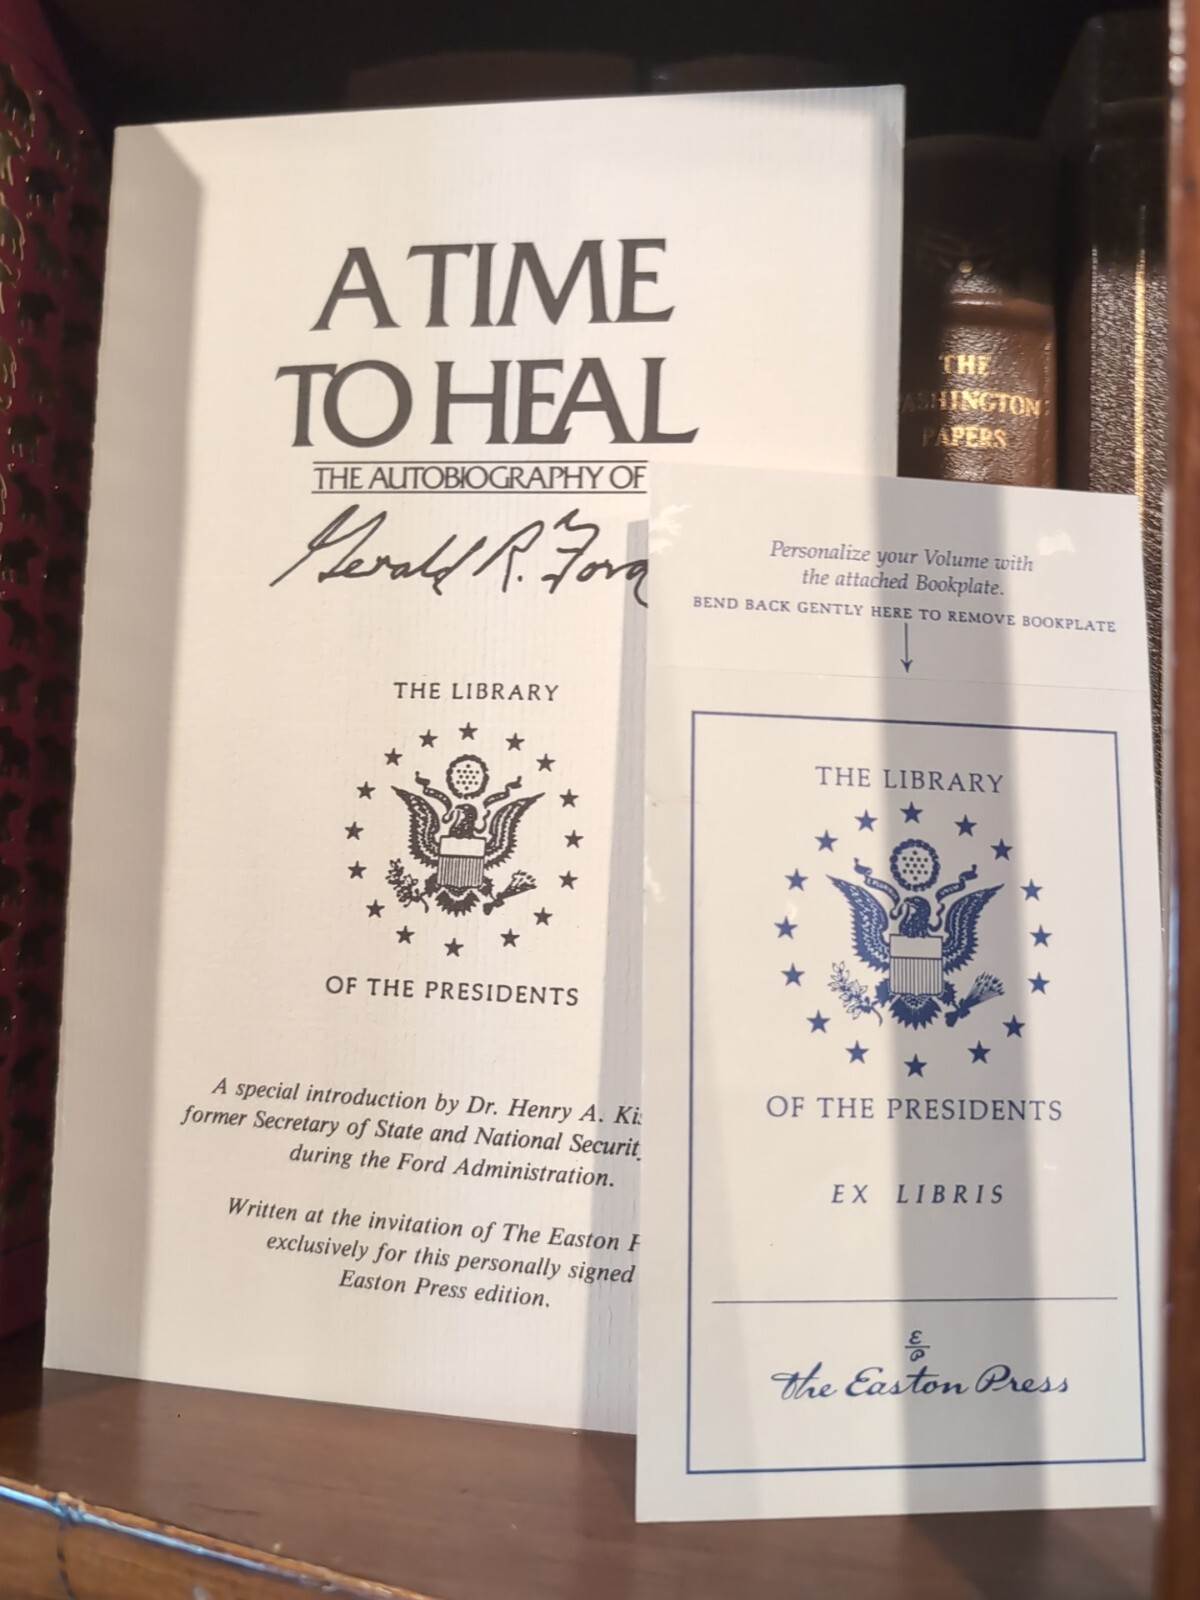 A TIME
TO HEAL
THE AUTOBIOGRAPHY OF
Gerald R. Ford
THE LIBRARY
OF THE PRESIDENTS
A special introduction by Dr. Henry A.
former Secretary of State and National
during the Ford Administration.
Written at the invitation of The Easton
exclusively for this personally signed
Easton Press edition.
THE
WASHINGTON
PAPERS
Personalize your Volume with
the attached Bookplate.
BEND BACK GENTLY HERE TO REMOVE BOOKPLATE
THE LIBRARY
OF THE PRESIDENTS
EX LIBRIS
E
P
the Easton Press